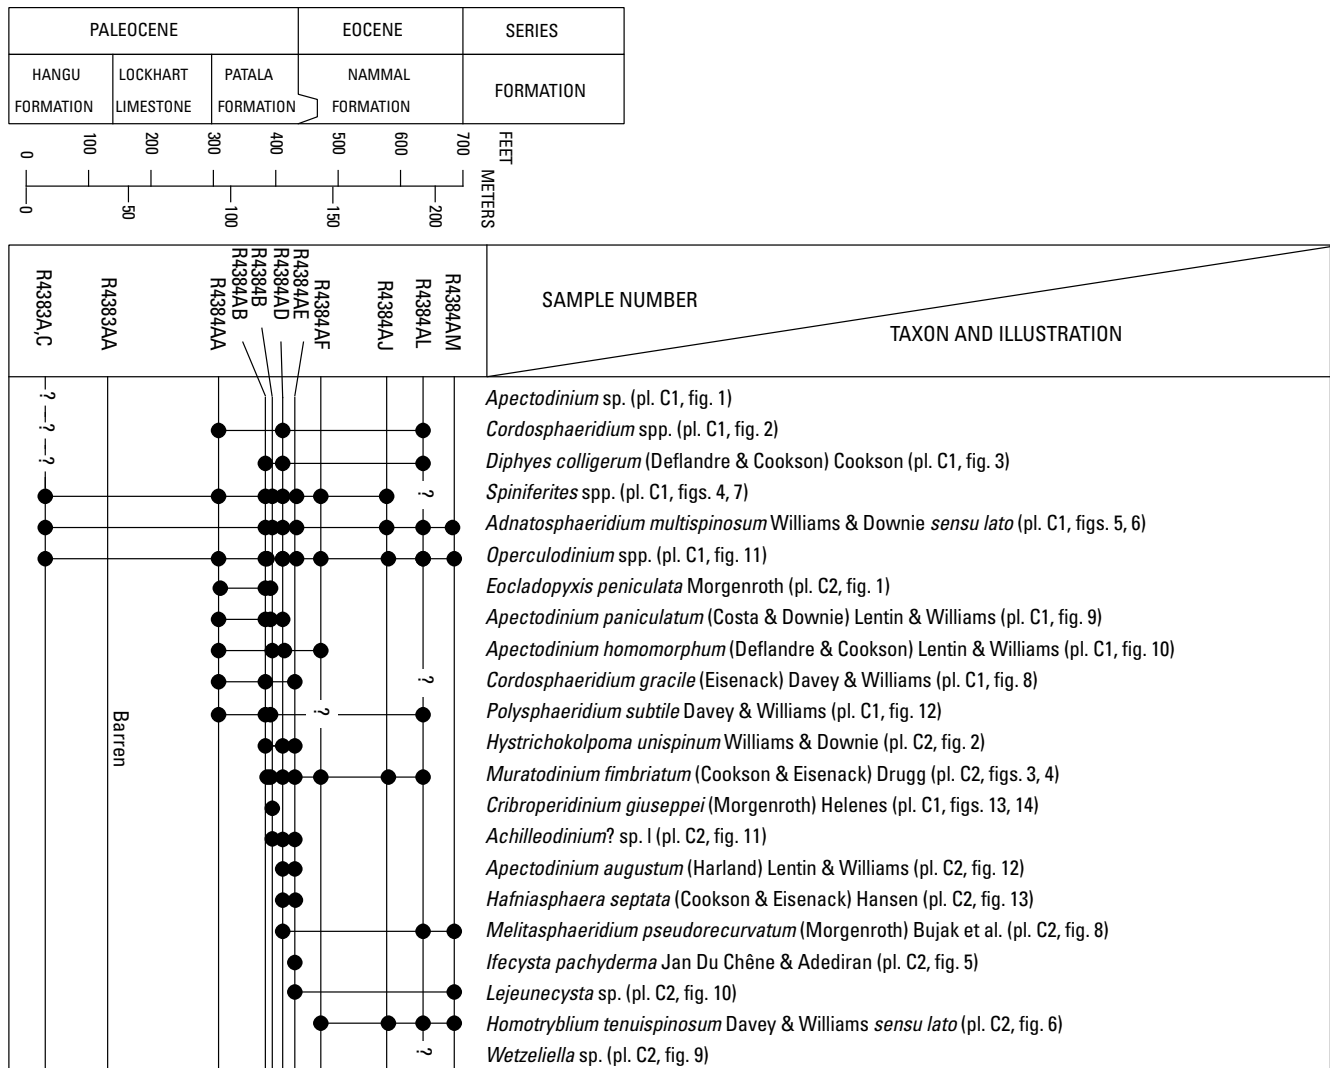 PALEOCENE EOCENE SERIES
HANGU LOCKHART PATALA NAMMAL
FORMATION LIMESTONE FORMATION FORMATION FORMATION
0 100 200 300 400 500 600 700 FEET
0 50 100 150 200 METERS
R4383A,C R4383AA R4384AA R4384AB R4384B R4384AD R4384AE R4384AF R4384AJ R4384AL R4384AM
SAMPLE NUMBER
TAXON AND ILLUSTRATION
? Apectodinium sp. (pl. C1, fig. 1)
? Cordosphaeridium spp. (pl. C1, fig. 2)
? Diphyes colligerum (Deflandre & Cookson) Cookson (pl. C1, fig. 3)
? Spiniferites spp. (pl. C1, figs. 4, 7)
Adnatosphaeridium multispinosum Williams & Downie sensu lato (pl. C1, figs. 5, 6)
Operculodinium spp. (pl. C1, fig. 11)
Eocladopyxis peniculata Morgenroth (pl. C2, fig. 1)
Apectodinium paniculatum (Costa & Downie) Lentin & Williams (pl. C1, fig. 9)
Apectodinium homomorphum (Deflandre & Cookson) Lentin & Williams (pl. C1, fig. 10)
? Cordosphaeridium gracile (Eisenack) Davey & Williams (pl. C1, fig. 8)
? Polysphaeridium subtile Davey & Williams (pl. C1, fig. 12)
Barren
Hystrichokolpoma unispinum Williams & Downie (pl. C2, fig. 2)
Muratodinium fimbriatum (Cookson & Eisenack) Drugg (pl. C2, figs. 3, 4)
Cribroperidinium giuseppei (Morgenroth) Helenes (pl. C1, figs. 13, 14)
Achilleodinium? sp. I (pl. C2, fig. 11)
Apectodinium augustum (Harland) Lentin & Williams (pl. C2, fig. 12)
Hafniasphaera septata (Cookson & Eisenack) Hansen (pl. C2, fig. 13)
Melitasphaeridium pseudorecurvatum (Morgenroth) Bujak et al. (pl. C2, fig. 8)
Ifecysta pachyderma Jan Du Chêne & Adediran (pl. C2, fig. 5)
Lejeunecysta sp. (pl. C2, fig. 10)
Homotryblium tenuispinosum Davey & Williams sensu lato (pl. C2, fig. 6)
? Wetzeliella sp. (pl. C2, fig. 9)